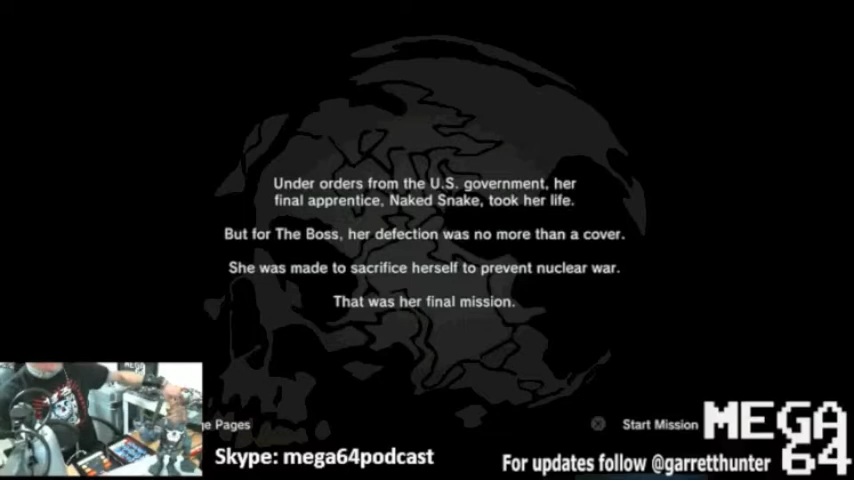 Under orders from the U.S. government, her
final apprentice, Naked Snake, took her life.
But for The Boss, her defection was no more than a cover.
She was made to sacrifice herself to prevent nuclear war.
That was her final mission.
Pages
Start Mission
MEGA
64
Skype: mega64podcast
For updates follow @garretthunter